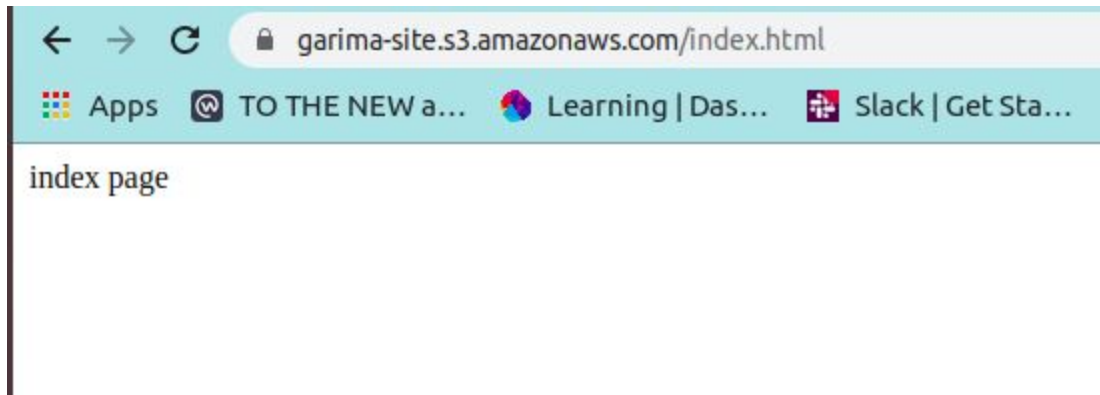 garima-site.s3.amazonaws.com/index.html
Apps TO THE NEW a... Learning | Das... Slack | Get Sta...
index page